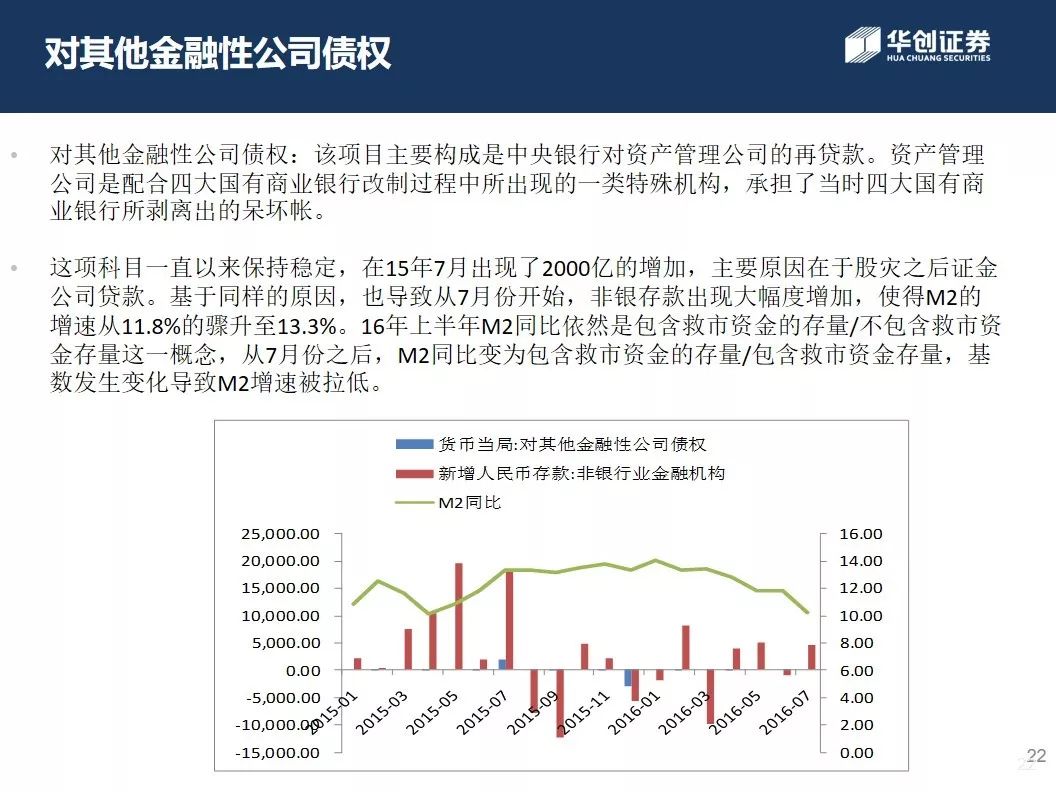 对其他金融性公司债权
华创证券
HUA CHUANG SECURITIES
• 对其他金融性公司债权：该项目主要构成是中央银行对资产管理公司的再贷款。资产管理
公司是配合四大国有商业银行改制过程中所出现的一类特殊机构，承担了当时四大国有商
业银行所剥离出的呆坏帐。
• 这项科目一直以来保持稳定，在15年7月出现了2000亿的增加，主要原因在于股灾之后证金
公司贷款。基于同样的原因，也导致从7月份开始，非银存款出现大幅度增加，使得M2的
增速从11.8%的骤升至13.3%。16年上半年M2同比依然是包含救市资金的存量/不包含救市资
金存量这一概念，从7月份之后，M2同比变为包含救市资金的存量/包含救市资金存量，基
数发生变化导致M2增速被拉低。
货币当局:对其他金融性公司债权
新增人民币存款:非银行业金融机构
M2同比
25,000.00
20,000.00
15,000.00
10,000.00
5,000.00
0.00
-5,000.00
-10,000.00
-15,000.00
16.00
14.00
12.00
10.00
8.00
6.00
4.00
2.00
0.00
2015-01
2015-03
2015-05
2015-07
2015-09
2015-11
2016-01
2016-03
2016-05
2016-07
22